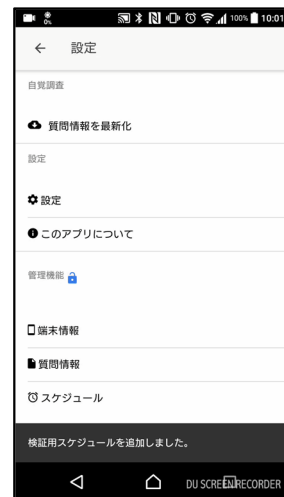 0%
100% 10:01
設定
自覚調査
質問情報を最新化
設定
設定
このアプリについて
管理機能
端末情報
質問情報
スケジュール
検証用スケジュールを追加しました。
DU SCREEN RECORDER